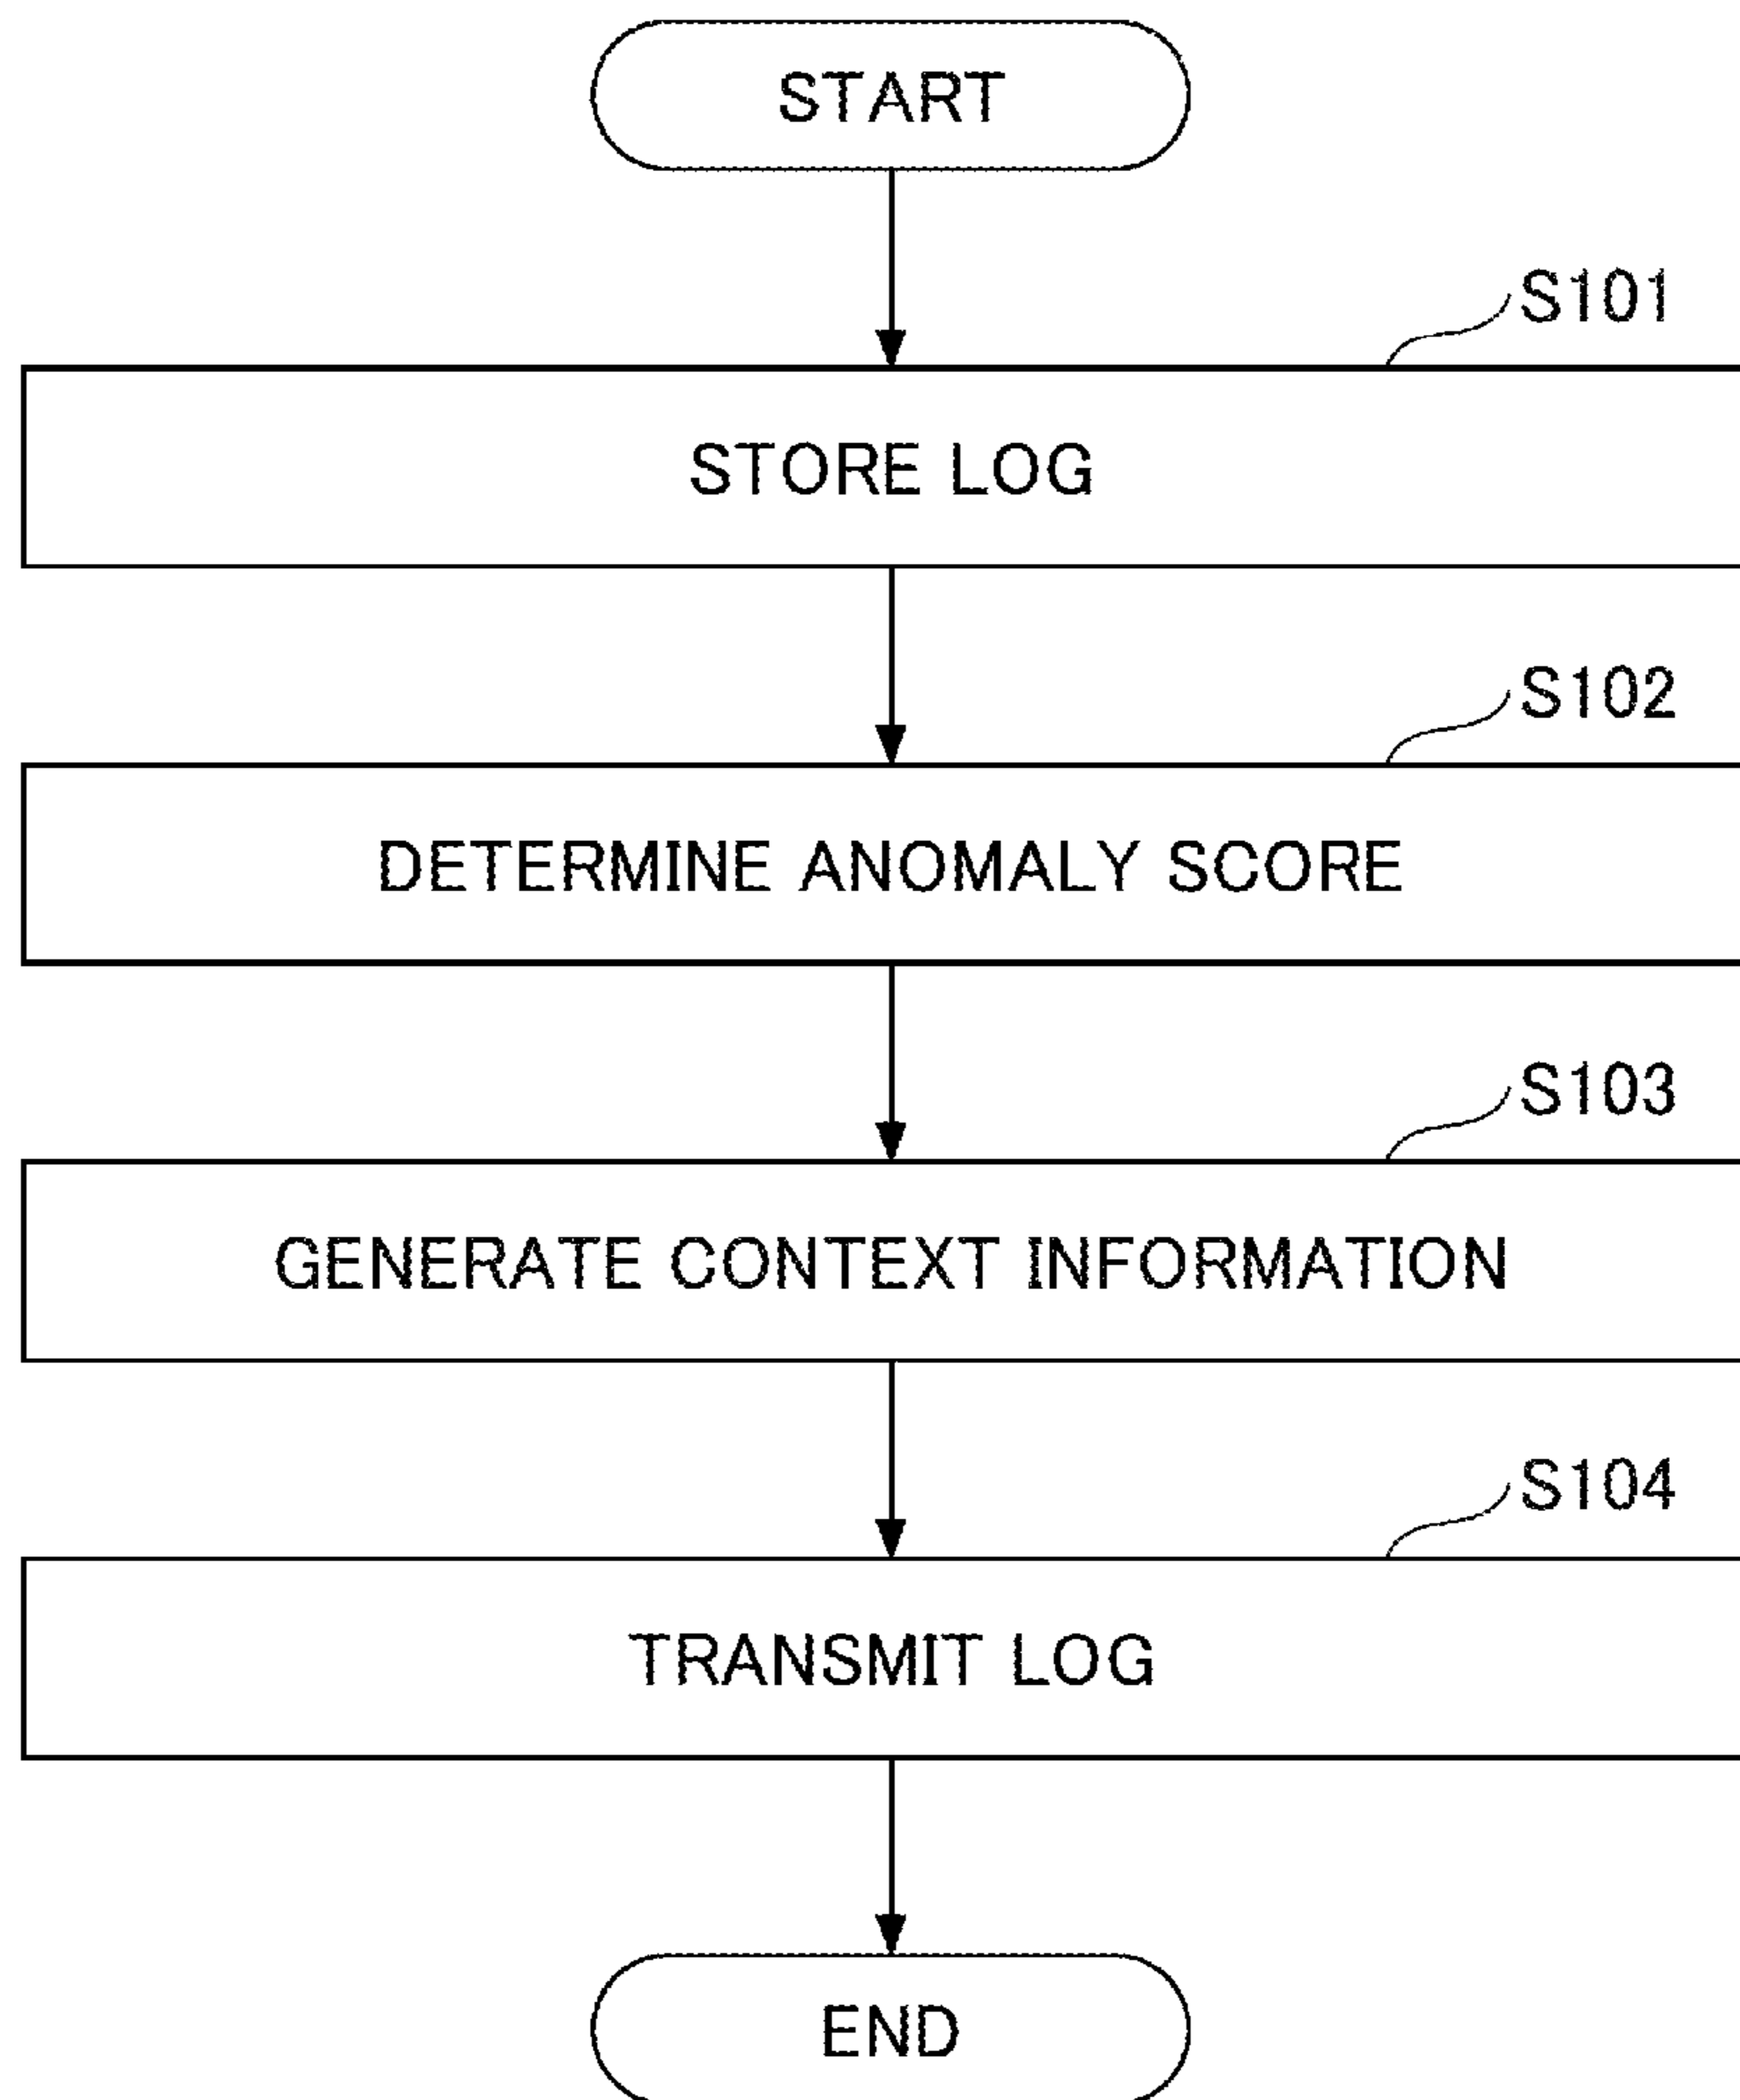 START
S101
STORE LOG
S102
DETERMINE ANOMALY SCORE
S103
GENERATE CONTEXT INFORMATION
S104
TRANSMIT LOG
END